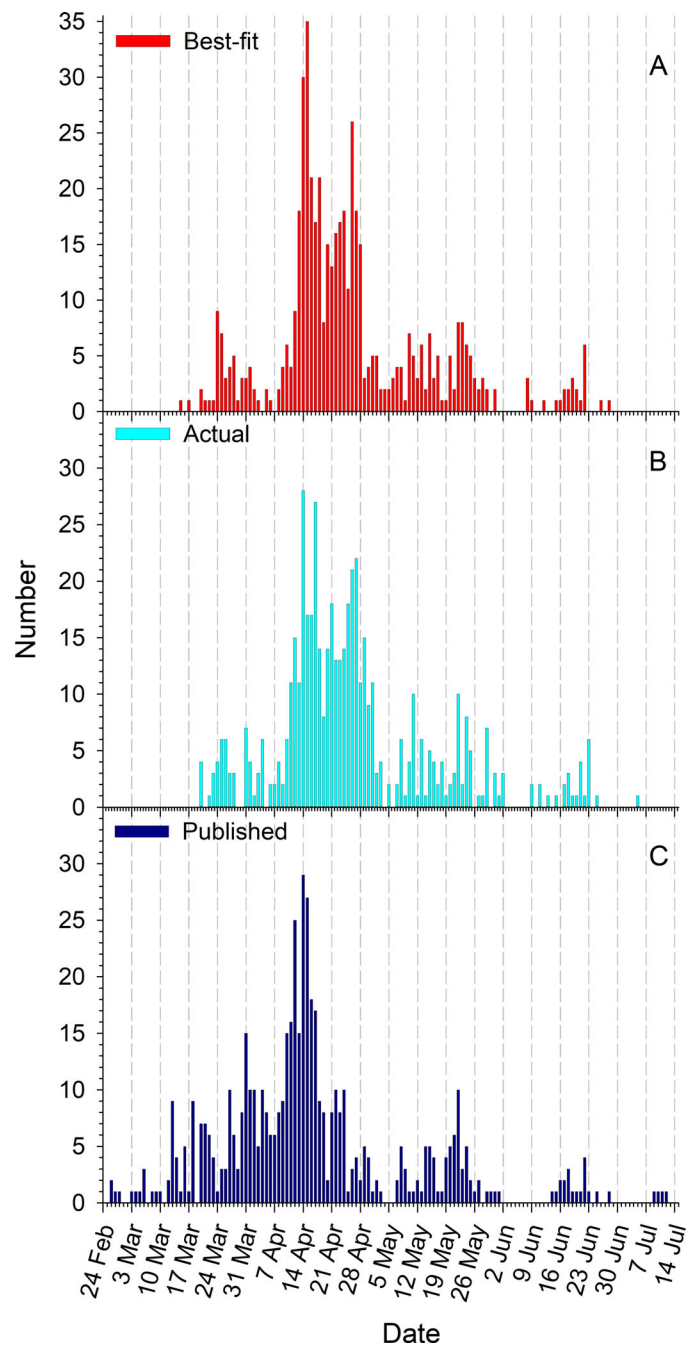 35
Best-fit
A
30
25
20
15
10
5
0
Actual
B
30
25
20
15
10
5
0
Number
Published
C
30
25
20
15
10
5
0
24 Feb
3 Mar
10 Mar
17 Mar
24 Mar
31 Mar
7 Apr
14 Apr
21 Apr
28 Apr
5 May
12 May
19 May
26 May
2 Jun
9 Jun
16 Jun
23 Jun
30 Jun
7 Jul
14 Jul
Date